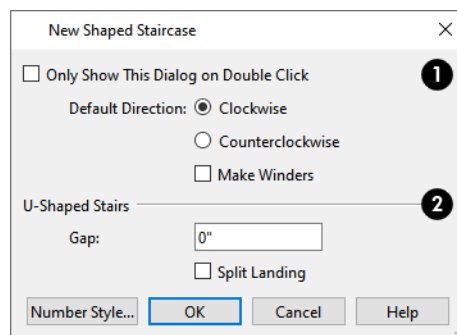 New Shaped Staircase
Only Show This Dialog on Double Click
1
Default Direction: Clockwise
Counterclockwise
Make Winders
U-Shaped Stairs
2
Gap: 0"
Split Landing
Number Style... OK Cancel Help